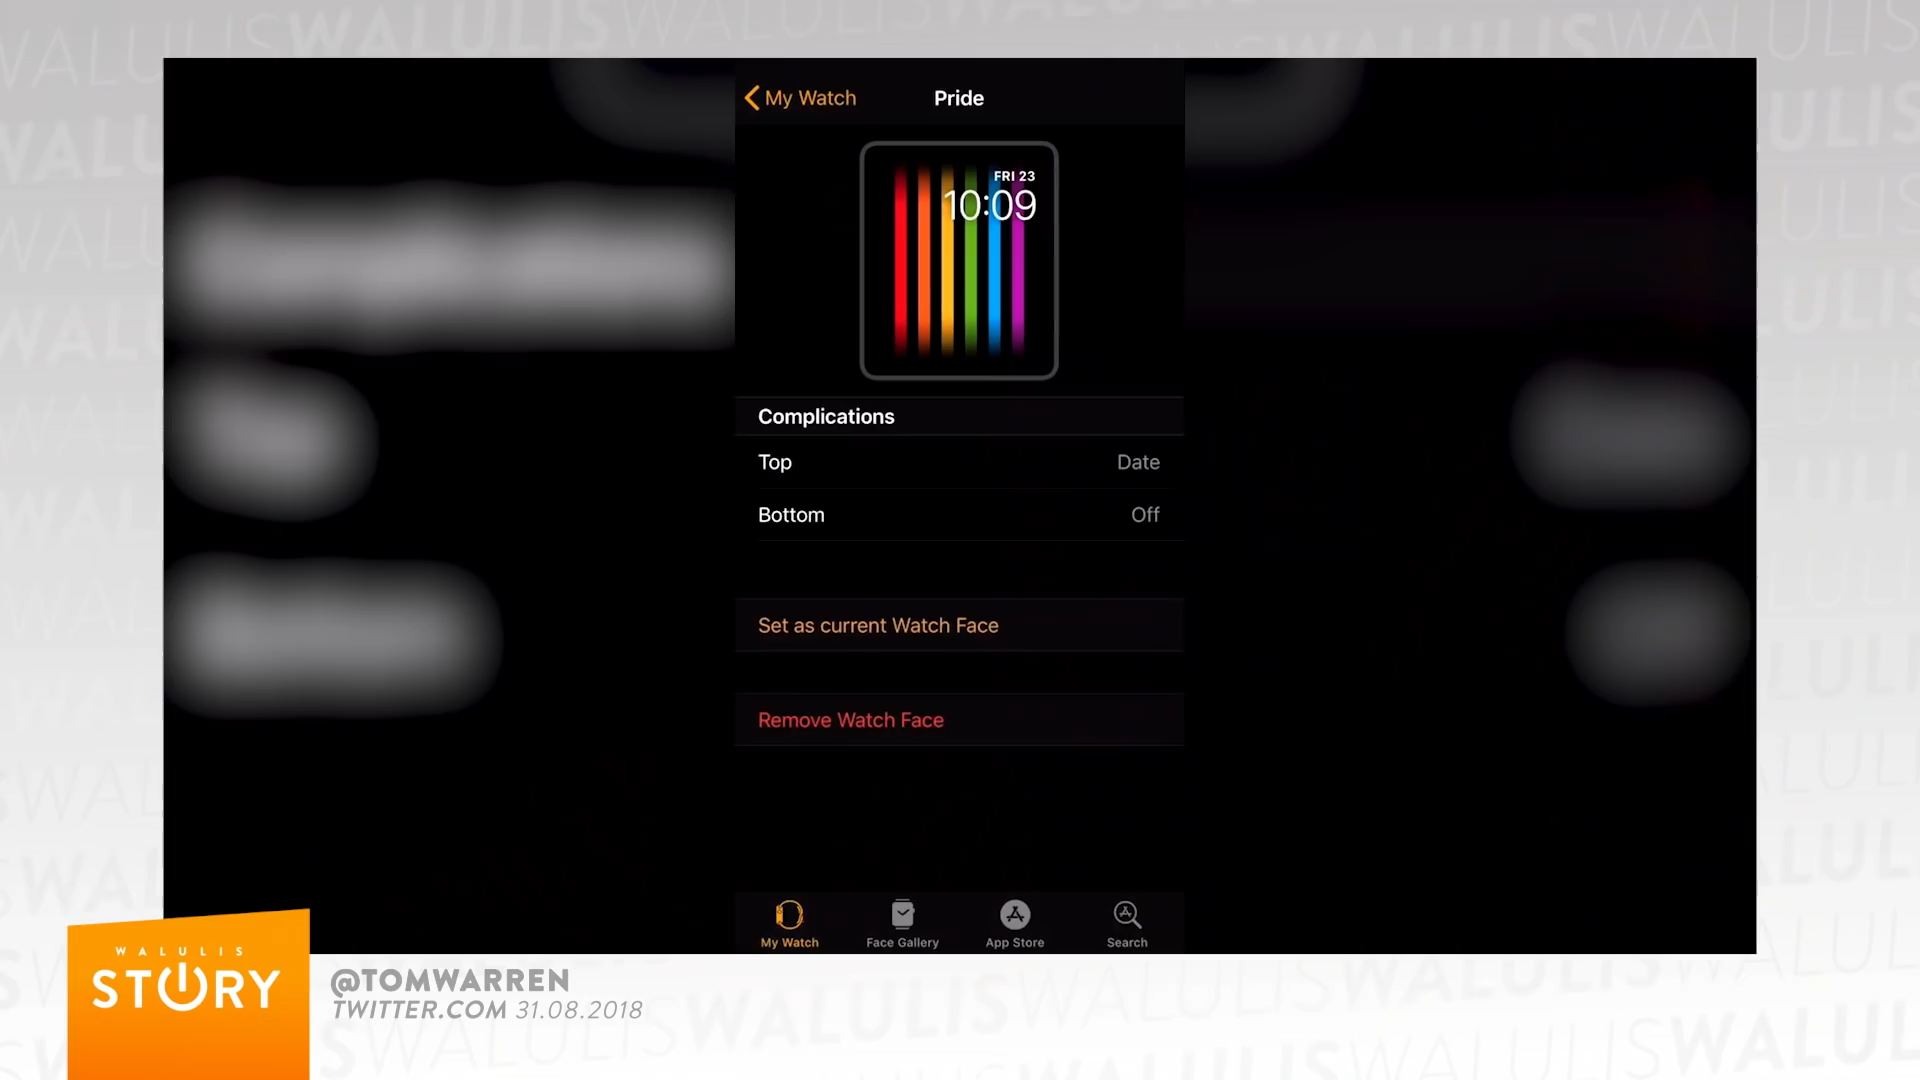 My Watch
Pride
FRI 23
10:09
Complications
Top
Date
Bottom
Off
Set as current Watch Face
Remove Watch Face
My Watch
Face Gallery
App Store
Search
WALULIS
STORY
@TOMWARREN
TWITTER.COM 31.08.2018